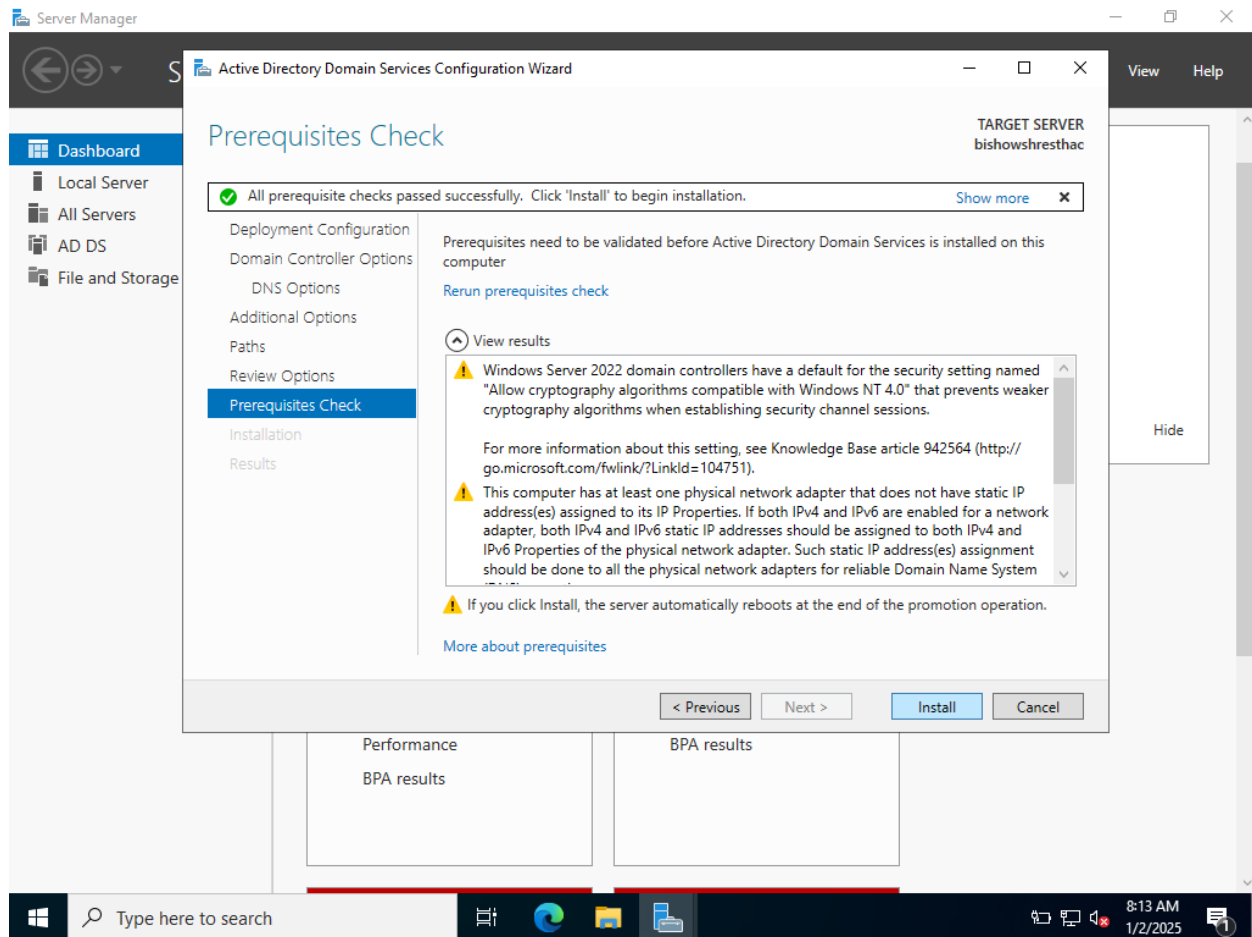 Server Manager
S
View Help
Active Directory Domain Services Configuration Wizard
Prerequisites Check
TARGET SERVER
bishowshresthac
All prerequisite checks passed successfully. Click 'Install' to begin installation.
Show more
Dashboard
Local Server
All Servers
AD DS
File and Storage
Deployment Configuration
Domain Controller Options
DNS Options
Additional Options
Paths
Review Options
Prerequisites Check
Installation
Results
Prerequisites need to be validated before Active Directory Domain Services is installed on this
computer
Rerun prerequisites check
View results
Windows Server 2022 domain controllers have a default for the security setting named
"Allow cryptography algorithms compatible with Windows NT 4.0" that prevents weaker
cryptography algorithms when establishing security channel sessions.
For more information about this setting, see Knowledge Base article 942564 (http://
go.microsoft.com/fwlink/?LinkId=104751).
This computer has at least one physical network adapter that does not have static IP
address(es) assigned to its IP Properties. If both IPv4 and IPv6 are enabled for a network
adapter, both IPv4 and IPv6 static IP addresses should be assigned to both IPv4 and
IPv6 Properties of the physical network adapter. Such static IP address(es) assignment
should be done to all the physical network adapters for reliable Domain Name System
If you click Install, the server automatically reboots at the end of the promotion operation.
More about prerequisites
Hide
< Previous
Next >
Install
Cancel
Performance
BPA results
BPA results
Type here to search
8:13 AM
1/2/2025
1